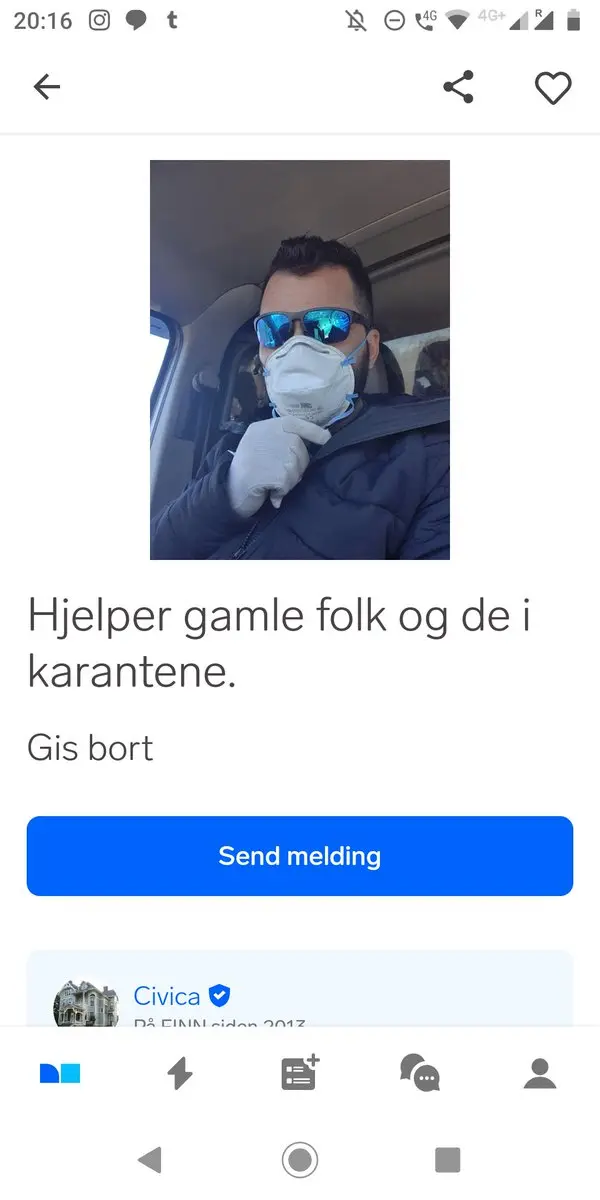 20:16 t 4G 4G+ R
Hjelper gamle folk og de i
karantene.
Gis bort
Send melding
Civica
På FINN siden 2013